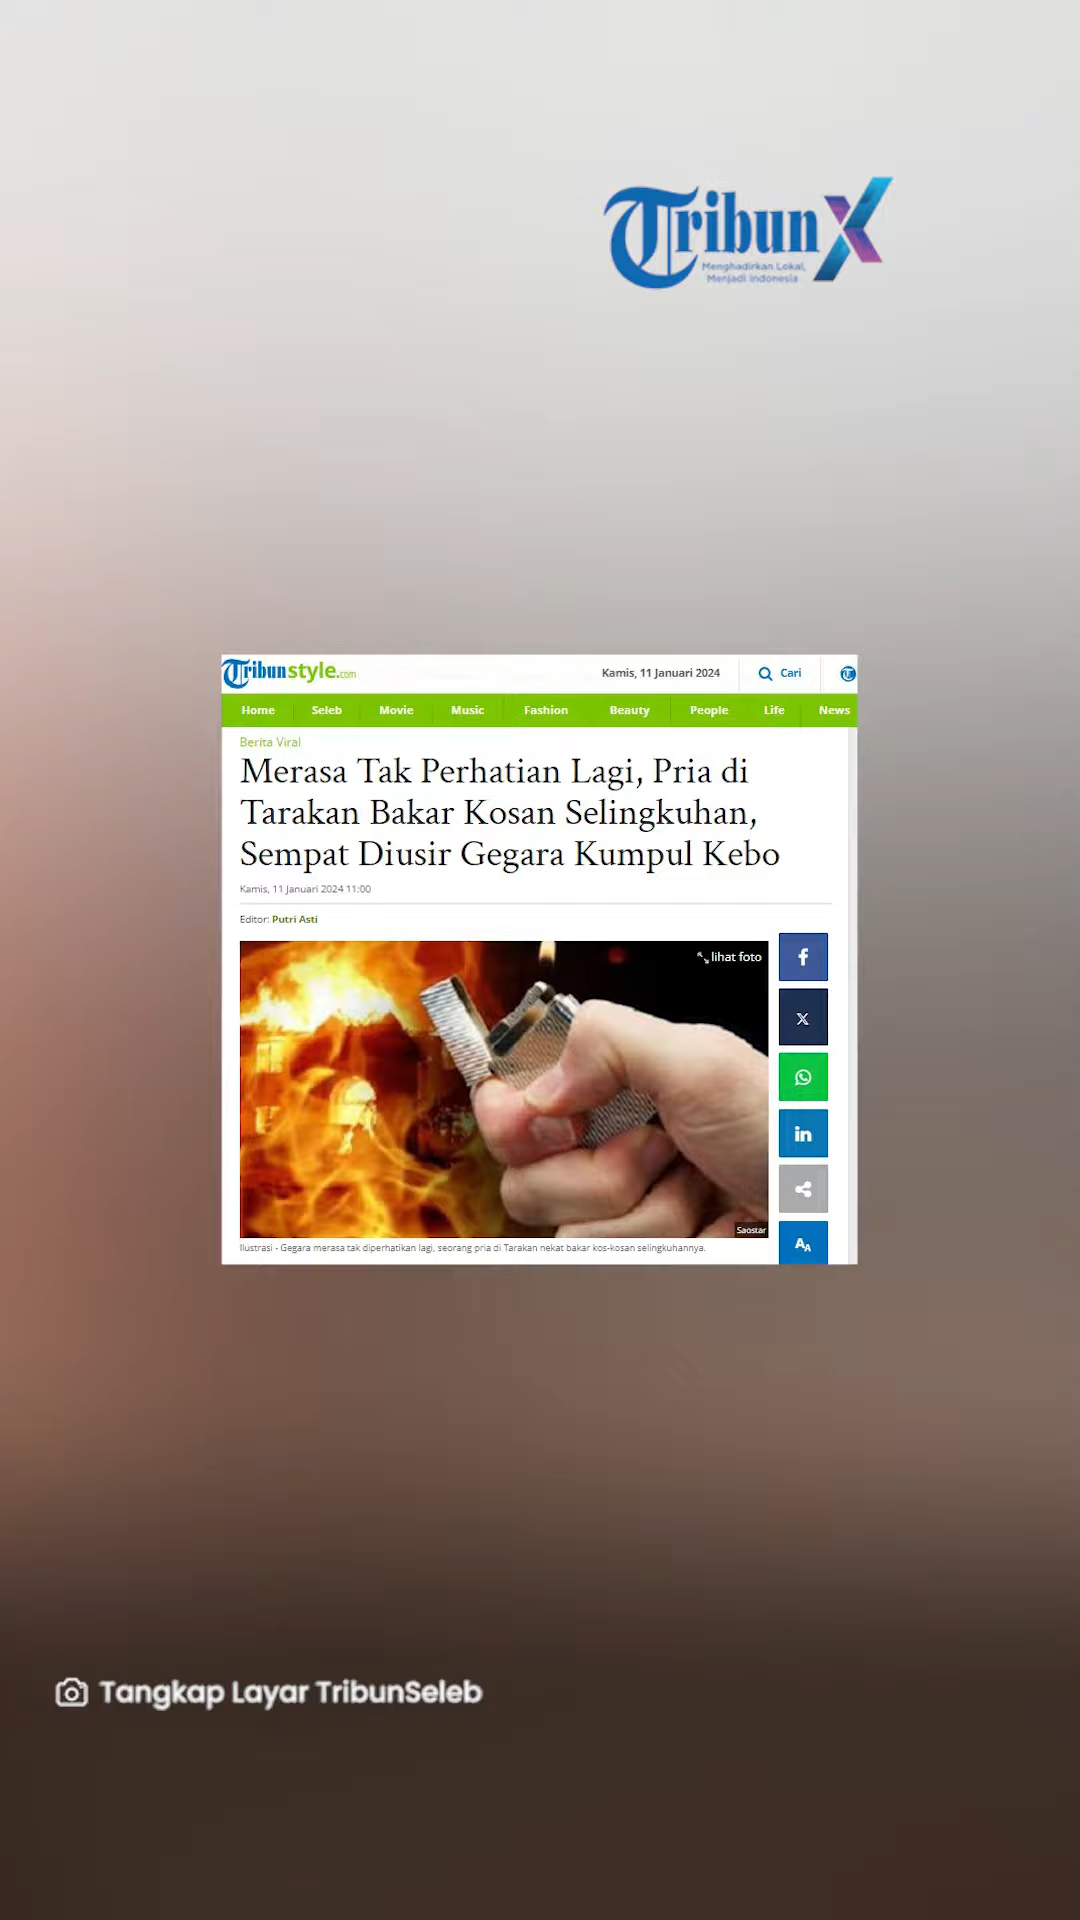 Tribun X
Menghadirkan Lokal,
Menjadi Indonesia
Tribunstyle.com
Kamis, 11 Januari 2024
Cari
Home Seleb Movie Music Fashion Beauty People Life News
Berita Viral
Merasa Tak Perhatian Lagi, Pria di
Tarakan Bakar Kosan Selingkuhan,
Sempat Diusir Gegara Kumpul Kebo
Kamis, 11 Januari 2024 11:00
Editor: Putri Asti
lihat foto
Saostar
Ilustrasi - Gegara merasa tak diperhatikan lagi, seorang pria di Tarakan nekat bakar kos-kosan selingkuhannya.
Tangkap Layar TribunSeleb